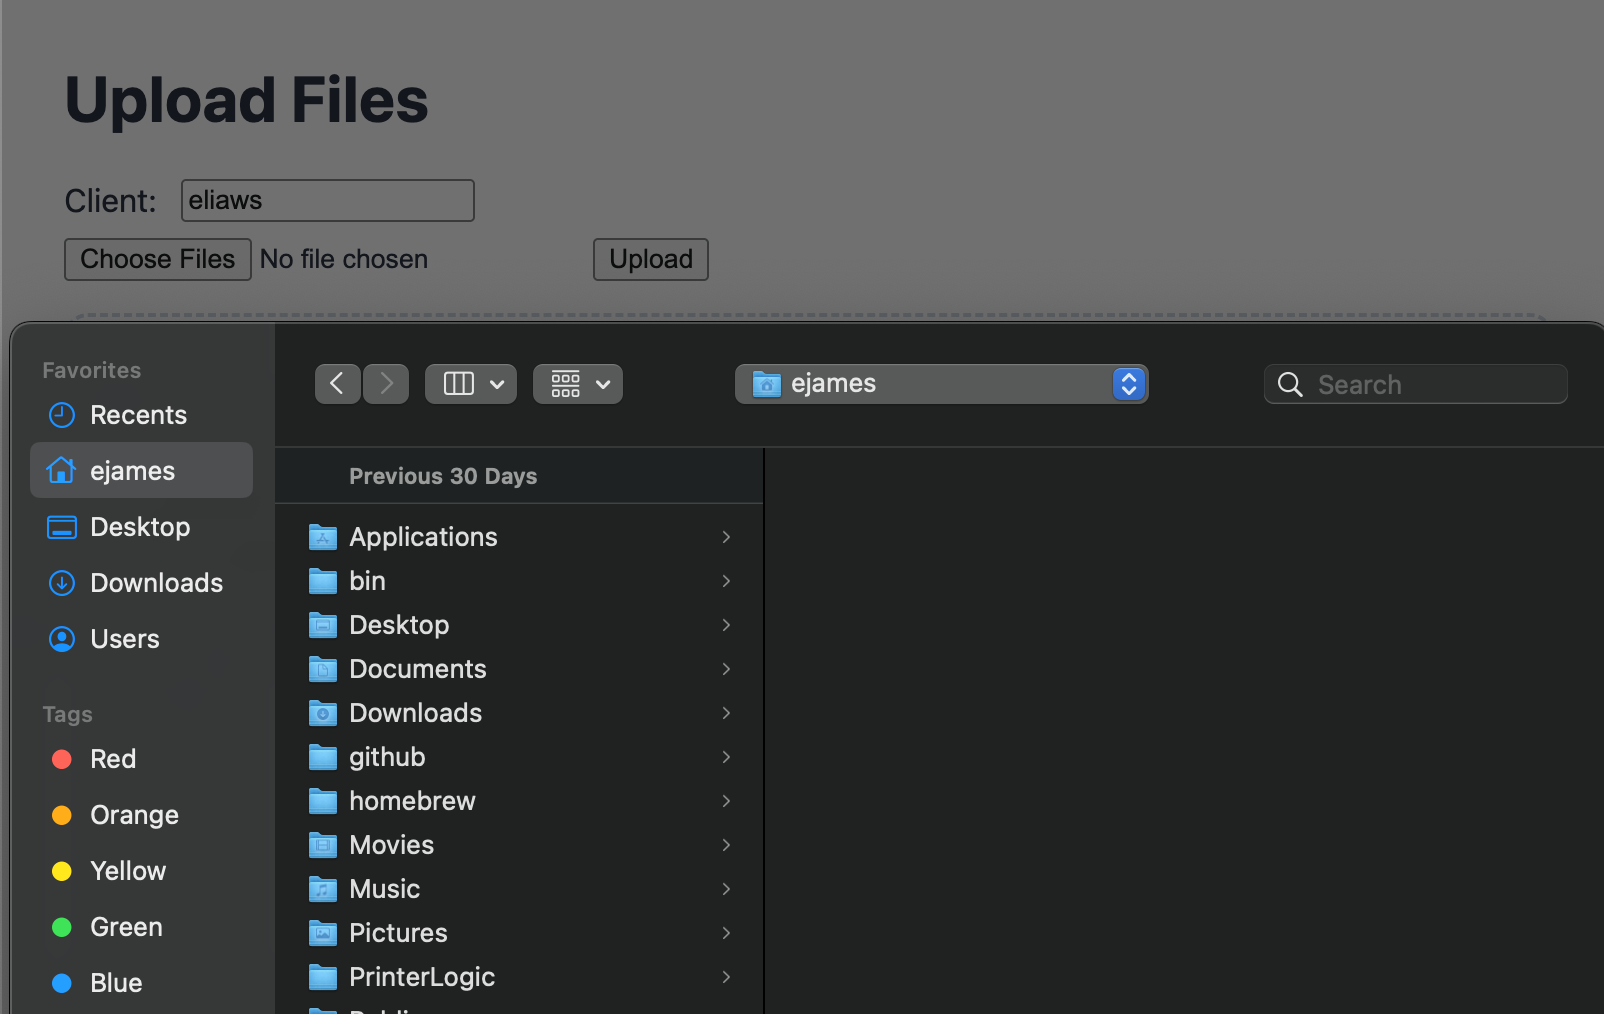 Upload Files
Client: eliaws
Choose Files No file chosen Upload
Favorites
Recents
ejames
Desktop
Downloads
Users
Tags
Red
Orange
Yellow
Green
Blue
ejames
Search
Previous 30 Days
Applications
bin
Desktop
Documents
Downloads
github
homebrew
Movies
Music
Pictures
PrinterLogic